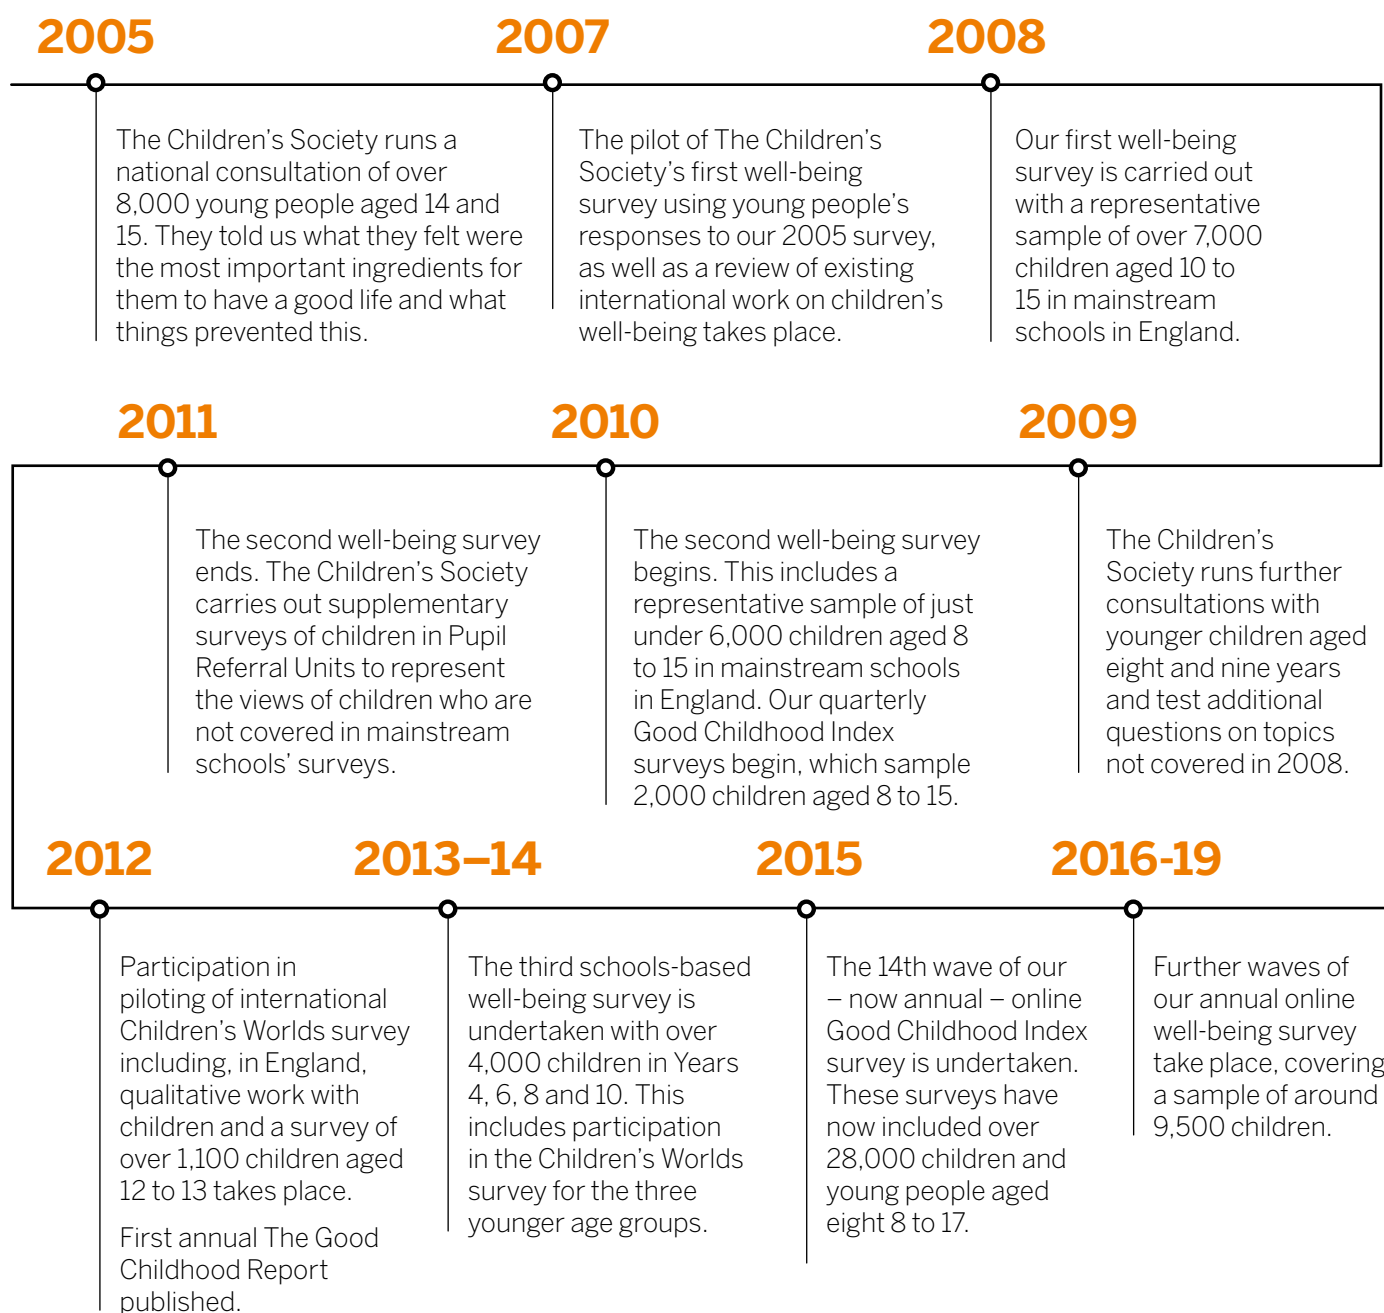 2005
The Children’s Society runs a
national consultation of over
8,000 young people aged 14 and
15. They told us what they felt were
the most important ingredients for
them to have a good life and what
things prevented this.
2007
The pilot of The Children’s
Society’s first well-being
survey using young people’s
responses to our 2005 survey,
as well as a review of existing
international work on children’s
well-being takes place.
2008
Our first well-being
survey is carried out
with a representative
sample of over 7,000
children aged 10 to
15 in mainstream
schools in England.
2009
The Children’s
Society runs further
consultations with
younger children aged
eight and nine years
and test additional
questions on topics
not covered in 2008.
2010
The second well-being survey
begins. This includes a
representative sample of just
under 6,000 children aged 8
to 15 in mainstream schools
in England. Our quarterly
Good Childhood Index
surveys begin, which sample
2,000 children aged 8 to 15.
2011
The second well-being survey
ends. The Children’s Society
carries out supplementary
surveys of children in Pupil
Referral Units to represent
the views of children who are
not covered in mainstream
schools’ surveys.
2012
Participation in
piloting of international
Children’s Worlds survey
including, in England,
qualitative work with
children and a survey of
over 1,100 children aged
12 to 13 takes place.
First annual The Good
Childhood Report
published.
2013–14
The third schools-based
well-being survey is
undertaken with over
4,000 children in Years
4, 6, 8 and 10. This
includes participation
in the Children’s Worlds
survey for the three
younger age groups.
2015
The 14th wave of our
– now annual – online
Good Childhood Index
survey is undertaken.
These surveys have
now included over
28,000 children and
young people aged
eight 8 to 17.
2016-19
Further waves of
our annual online
well-being survey
take place, covering
a sample of around
9,500 children.